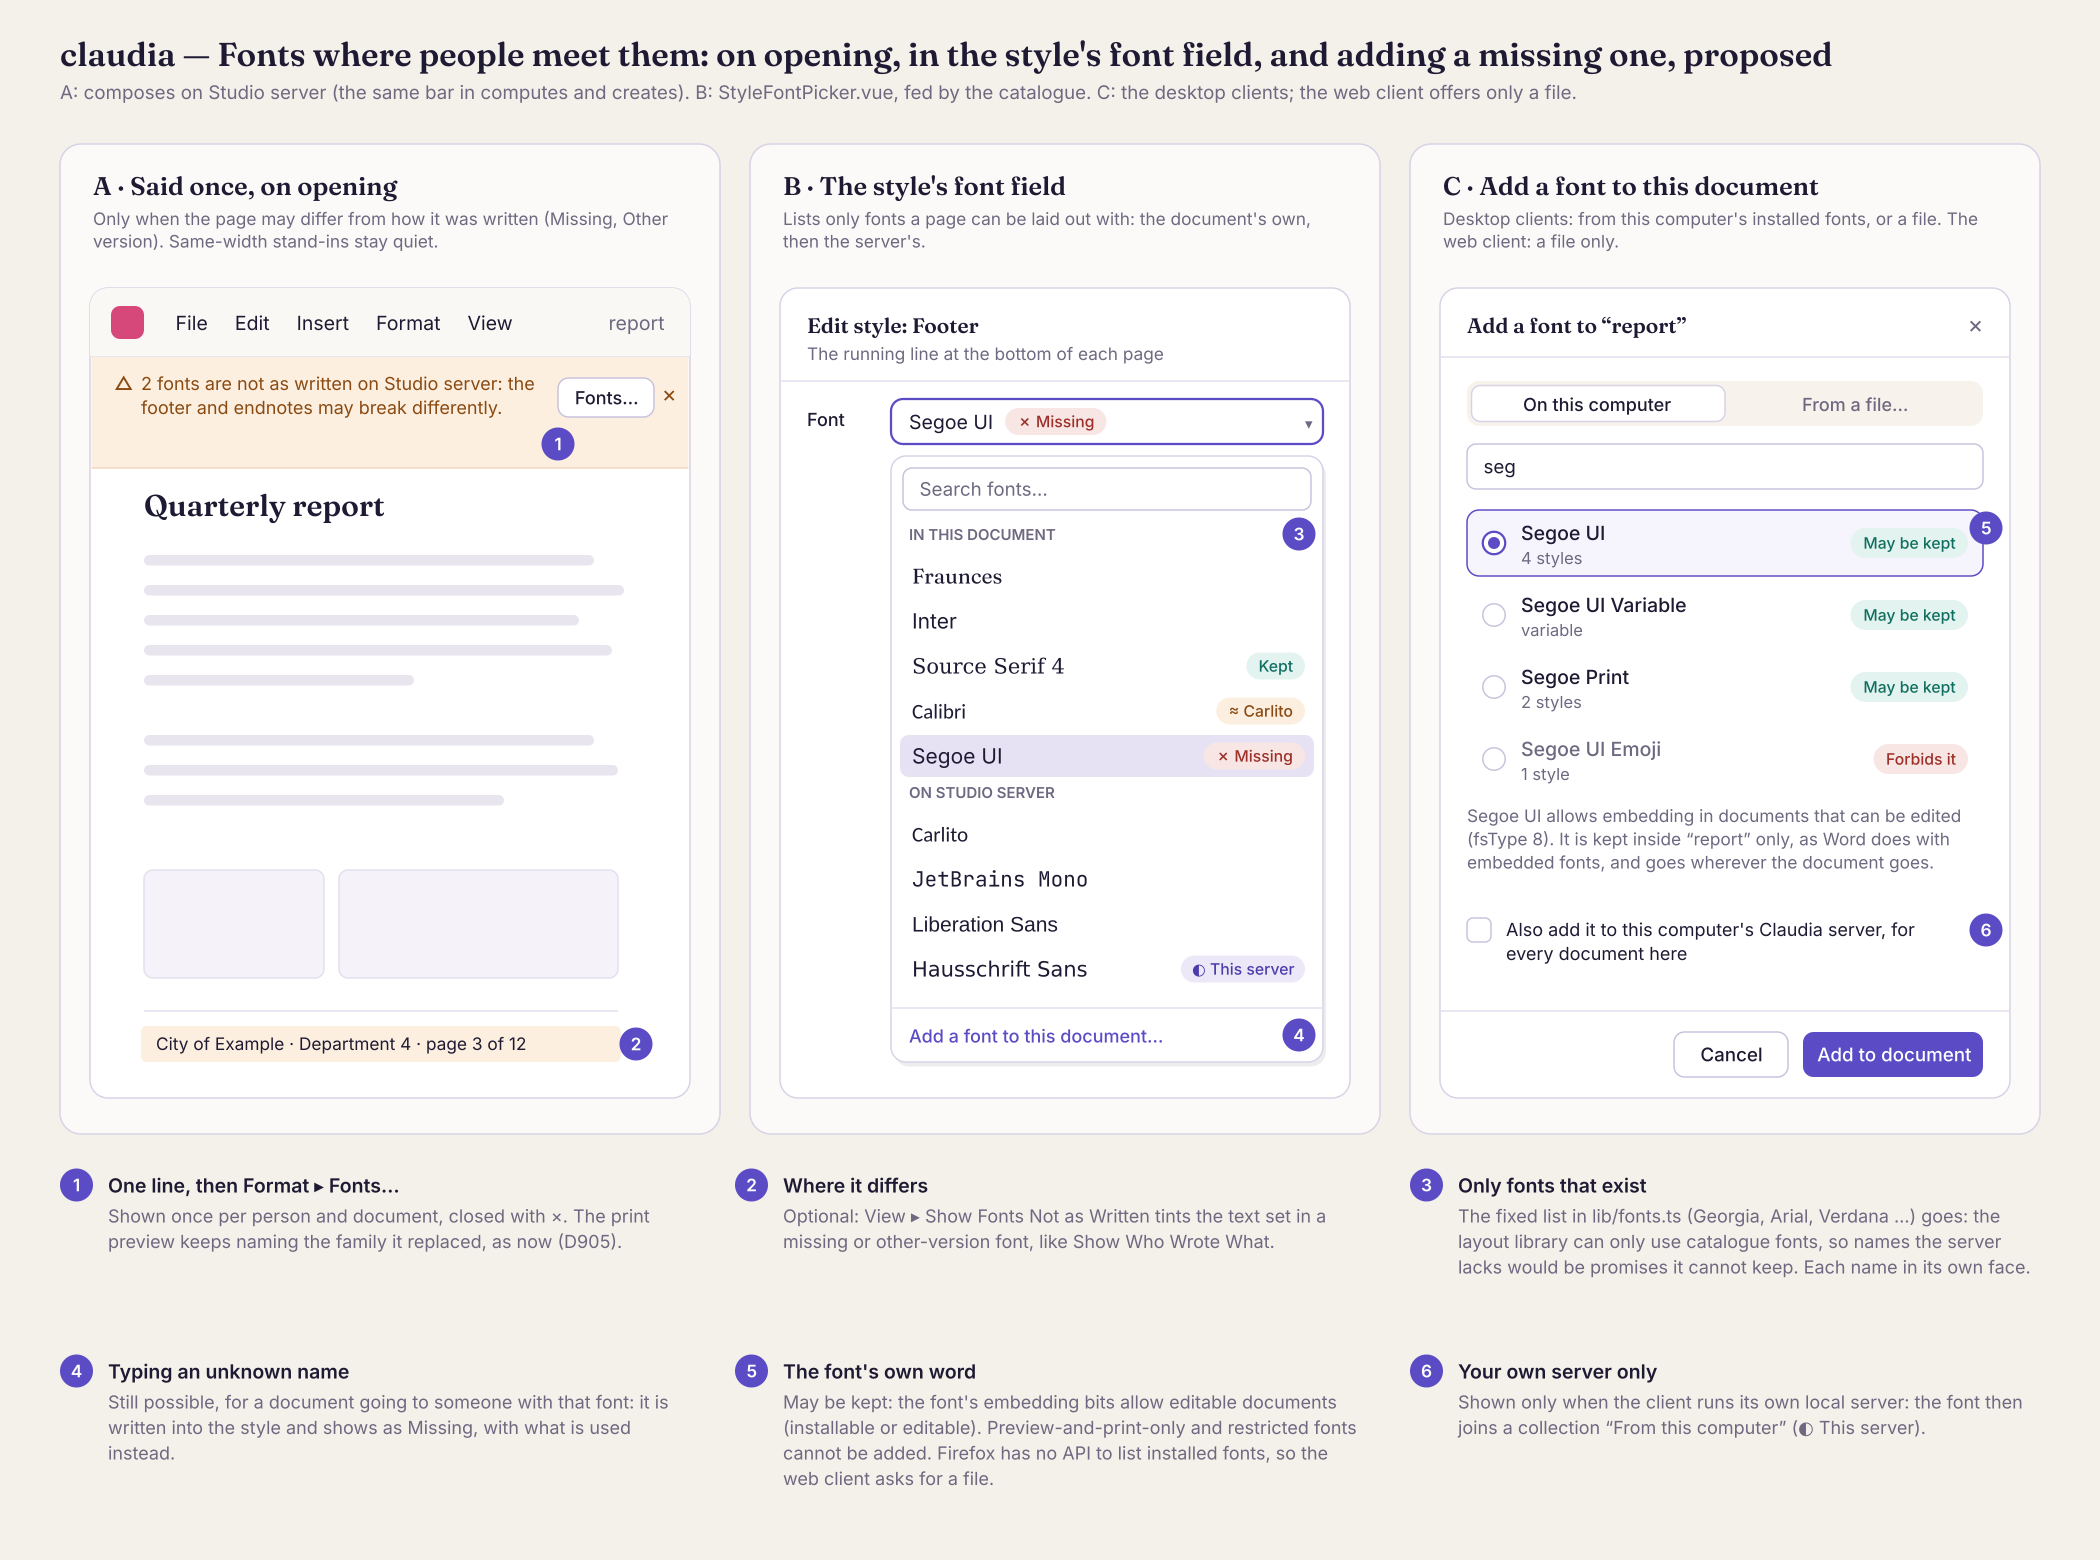 claudia — Fonts where people meet them: on opening, in the style's font field, and adding a missing one, proposed
A: composes on Studio server (the same bar in computes and creates). B: StyleFontPicker.vue, fed by the catalogue. C: the desktop clients; the web client offers only a file.
A · Said once, on opening
Only when the page may differ from how it was written (Missing, Other
version). Same-width stand-ins stay quiet.
File Edit Insert Format View report
△ 2 fonts are not as written on Studio server: the
footer and endnotes may break differently.
Fonts... ×
1
Quarterly report
City of Example · Department 4 · page 3 of 12
2
B · The style's font field
Lists only fonts a page can be laid out with: the document's own,
then the server's.
Edit style: Footer
The running line at the bottom of each page
Font Segoe UI × Missing ▾
Search fonts...
IN THIS DOCUMENT
3
Fraunces
Inter
Source Serif 4 Kept
Calibri ≈ Carlito
Segoe UI × Missing
ON STUDIO SERVER
Carlito
JetBrains Mono
Liberation Sans
Hausschrift Sans ◐ This server
Add a font to this document...
4
C · Add a font to this document
Desktop clients: from this computer's installed fonts, or a file. The
web client: a file only.
Add a font to “report” ×
On this computer From a file...
seg
Segoe UI May be kept
5
4 styles
Segoe UI Variable May be kept
variable
Segoe Print May be kept
2 styles
Segoe UI Emoji Forbids it
1 style
Segoe UI allows embedding in documents that can be edited
(fsType 8). It is kept inside “report” only, as Word does with
embedded fonts, and goes wherever the document goes.
Also add it to this computer's Claudia server, for
every document here
6
Cancel Add to document
1 One line, then Format ▸ Fonts...
Shown once per person and document, closed with ×. The print
preview keeps naming the family it replaced, as now (D905).
2 Where it differs
Optional: View ▸ Show Fonts Not as Written tints the text set in a
missing or other-version font, like Show Who Wrote What.
3 Only fonts that exist
The fixed list in lib/fonts.ts (Georgia, Arial, Verdana ...) goes: the
layout library can only use catalogue fonts, so names the server
lacks would be promises it cannot keep. Each name in its own face.
4 Typing an unknown name
Still possible, for a document going to someone with that font: it is
written into the style and shows as Missing, with what is used
instead.
5 The font's own word
May be kept: the font's embedding bits allow editable documents
(installable or editable). Preview-and-print-only and restricted fonts
cannot be added. Firefox has no API to list installed fonts, so the
web client asks for a file.
6 Your own server only
Shown only when the client runs its own local server: the font then
joins a collection “From this computer” (◐ This server).